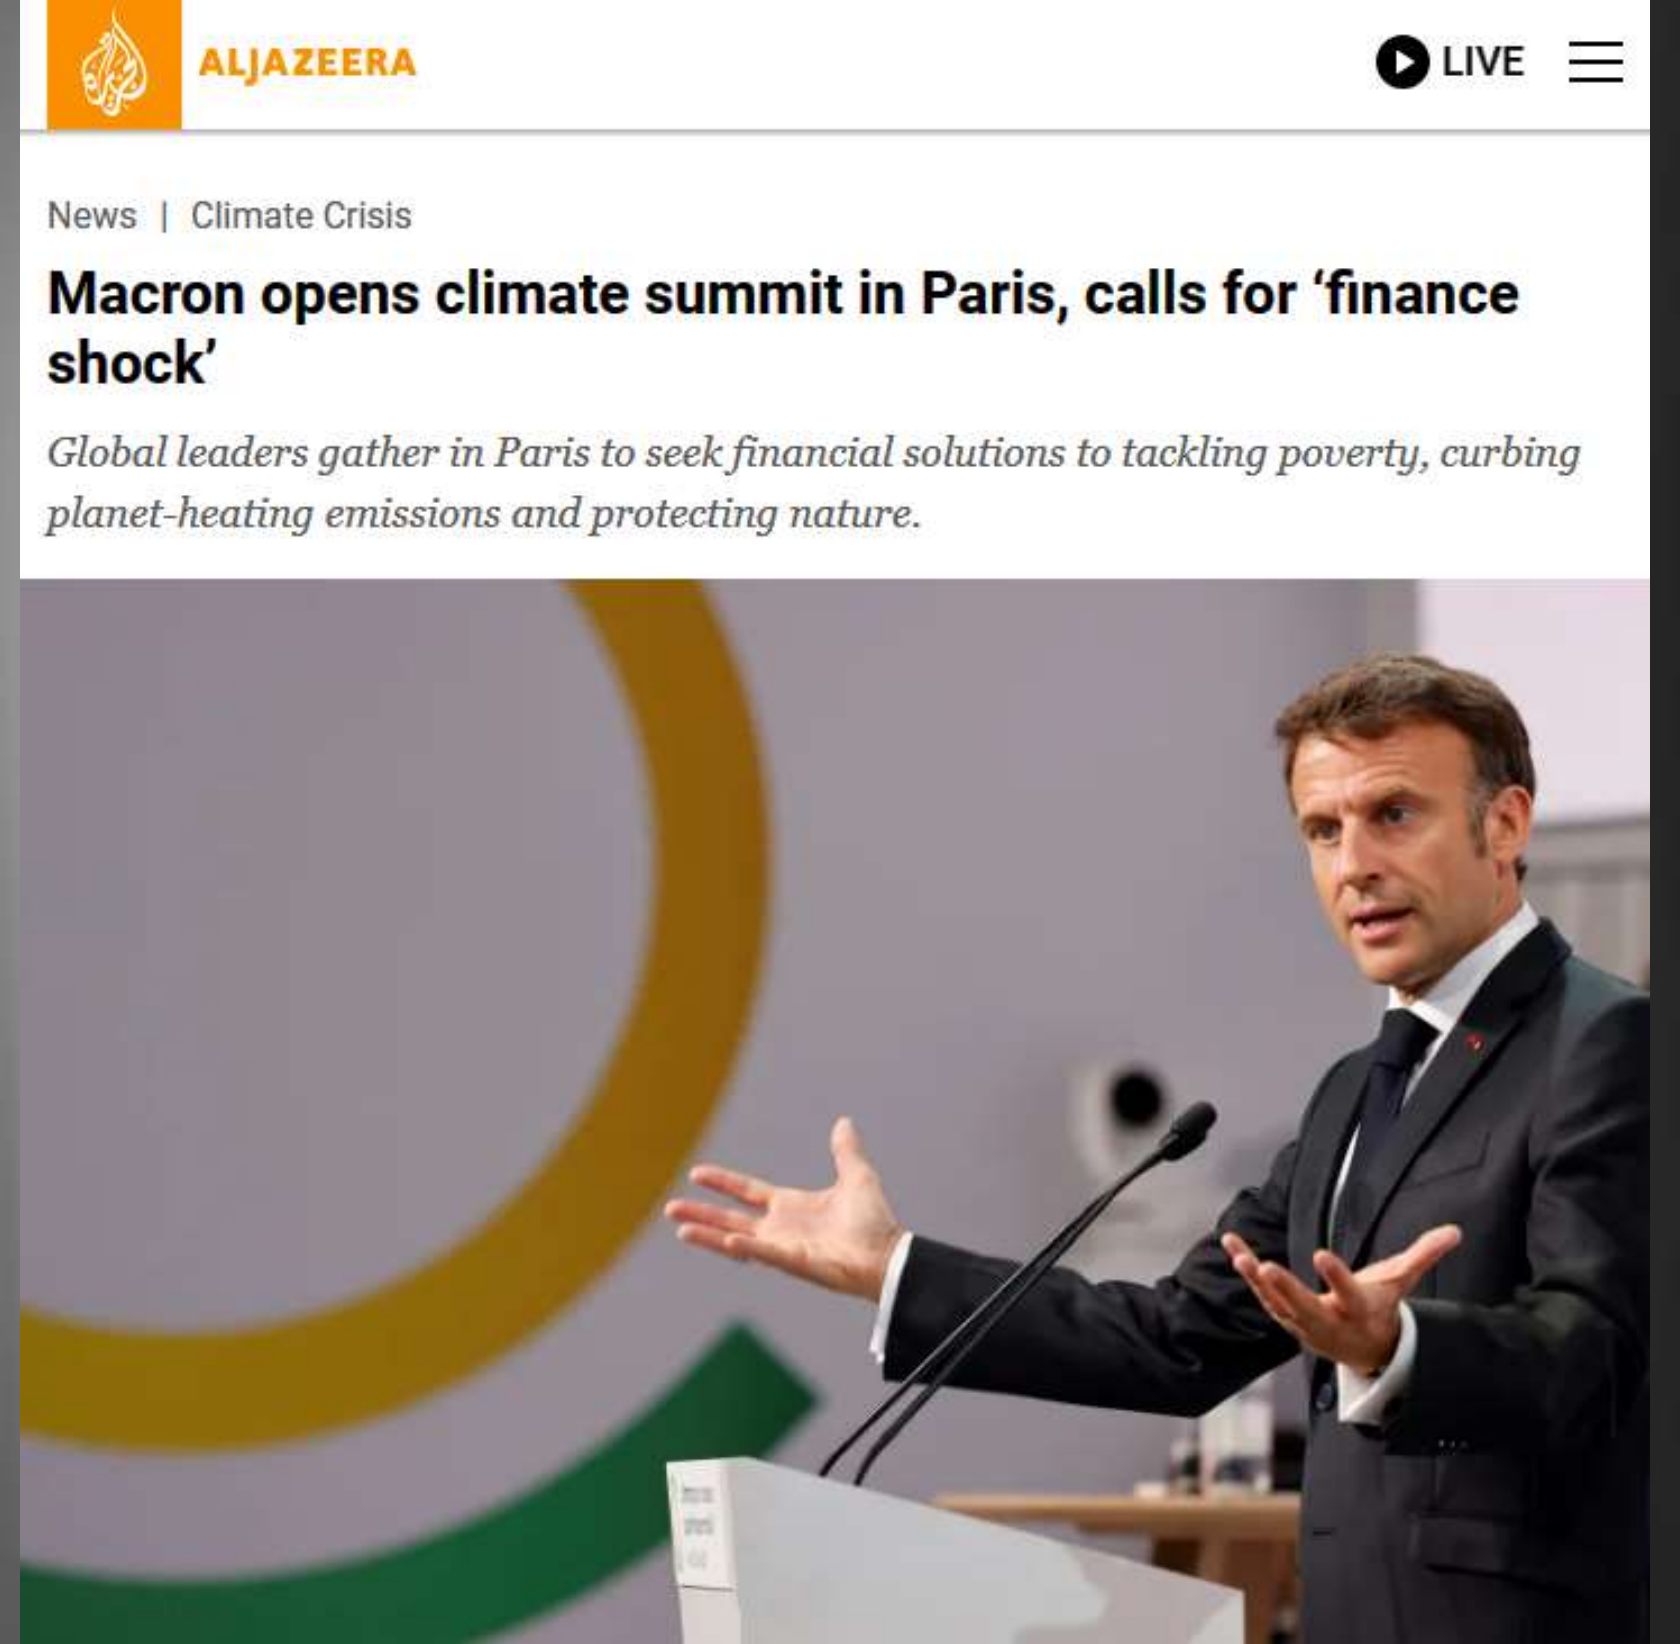 ALJAZEERA
LIVE
News | Climate Crisis
Macron opens climate summit in Paris, calls for ‘finance
shock’
Global leaders gather in Paris to seek financial solutions to tackling poverty, curbing
planet-heating emissions and protecting nature.